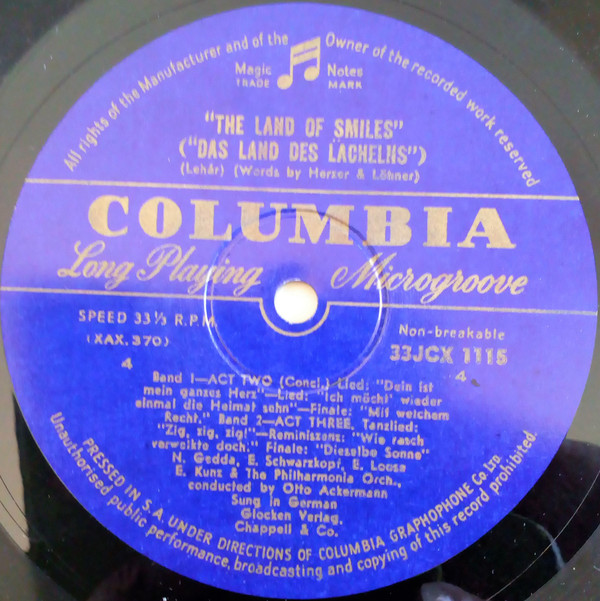 All rights of the Manufacturer and of the Owner of the recorded work reserved
Magic Notes
TRADE MARK
"THE LAND OF SMILES"
("DAS LAND DES LÄCHELNS")
(Lehár) (Words by Herzer & Löhner)
COLUMBIA
Long Playing Microgroove
SPEED 33⅓ R.P.M.
(XAX.370)
4
Non-breakable
33JCX 1115
4
Band 1—ACT TWO (Concl.) Lied: "Dein ist
mein ganzes Herz"—Lied: "Ich möcht' wieder
einmal die Heimat sehn"—Finale: "Mit welchem
Recht." Band 2—ACT THREE, Tanzlied:
"Zig, zig, zig!"—Reminiszenz: "Wie rasch
verwelkte doch." Finale: "Dieselbe Sonne"
N. Gedda, E. Schwarzkopf, E. Loose
E. Kunz & The Philharmonia Orch.,
conducted by Otto Ackermann
Sung in German
Glocken Verlag.
Chappell & Co.
PRESSED IN S.A. UNDER DIRECTIONS OF COLUMBIA GRAPHOPHONE Co Ltd.
Unauthorised public performance, broadcasting and copying of this record prohibited.